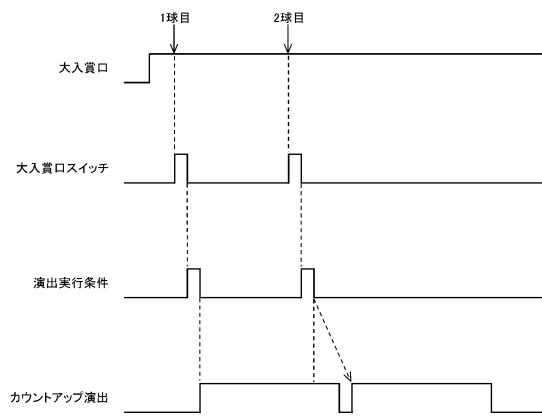 1球目 2球目
大入賞口
大入賞口スイッチ
演出実行条件
カウントアップ演出